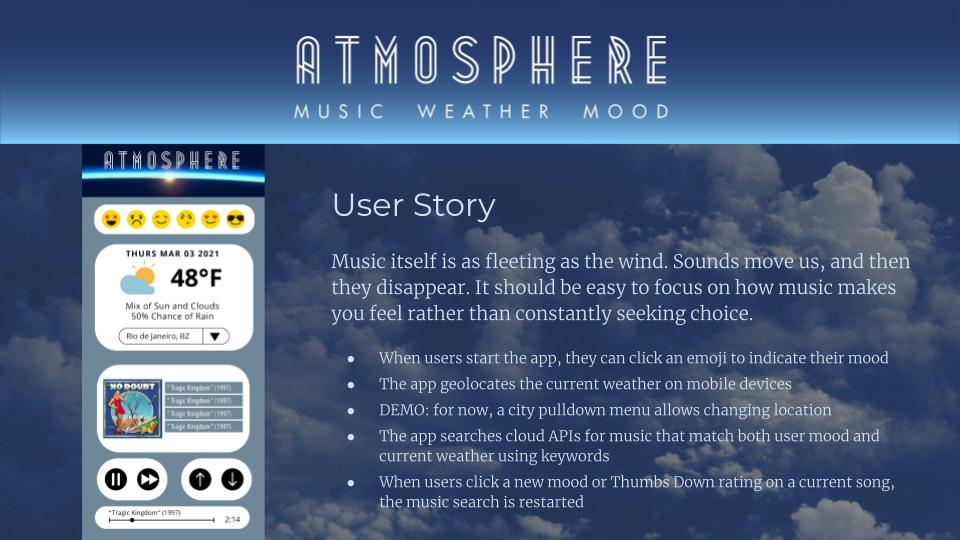 ATMOSPHERE
MUSIC WEATHER MOOD
ATMOSPHERE
THURS MAR 03 2021
48°F
Mix of Sun and Clouds
50% Chance of Rain
Rio de Janeiro, BZ
NO DOUBT
"Tragic Kingdom" (1997)
"Tragic Kingdom" (1997)
"Tragic Kingdom" (1997)
"Tragic Kingdom" (1997)
"Tragic Kingdom" (1997)
2:14
User Story
Music itself is as fleeting as the wind. Sounds move us, and then
they disappear. It should be easy to focus on how music makes
you feel rather than constantly seeking choice.
● When users start the app, they can click an emoji to indicate their mood
● The app geolocates the current weather on mobile devices
● DEMO: for now, a city pulldown menu allows changing location
● The app searches cloud APIs for music that match both user mood and
current weather using keywords
● When users click a new mood or Thumbs Down rating on a current song,
the music search is restarted